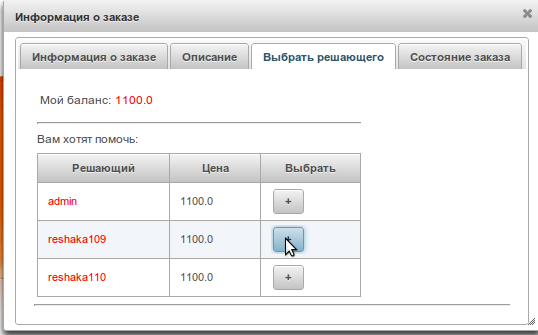 Информация о заказе
Информация о заказе Описание Выбрать решающего Состояние заказа
Мой баланс: 1100.0
Вам хотят помочь:
Решающий Цена Выбрать
admin 1100.0 +
reshaka109 1100.0 +
reshaka110 1100.0 +